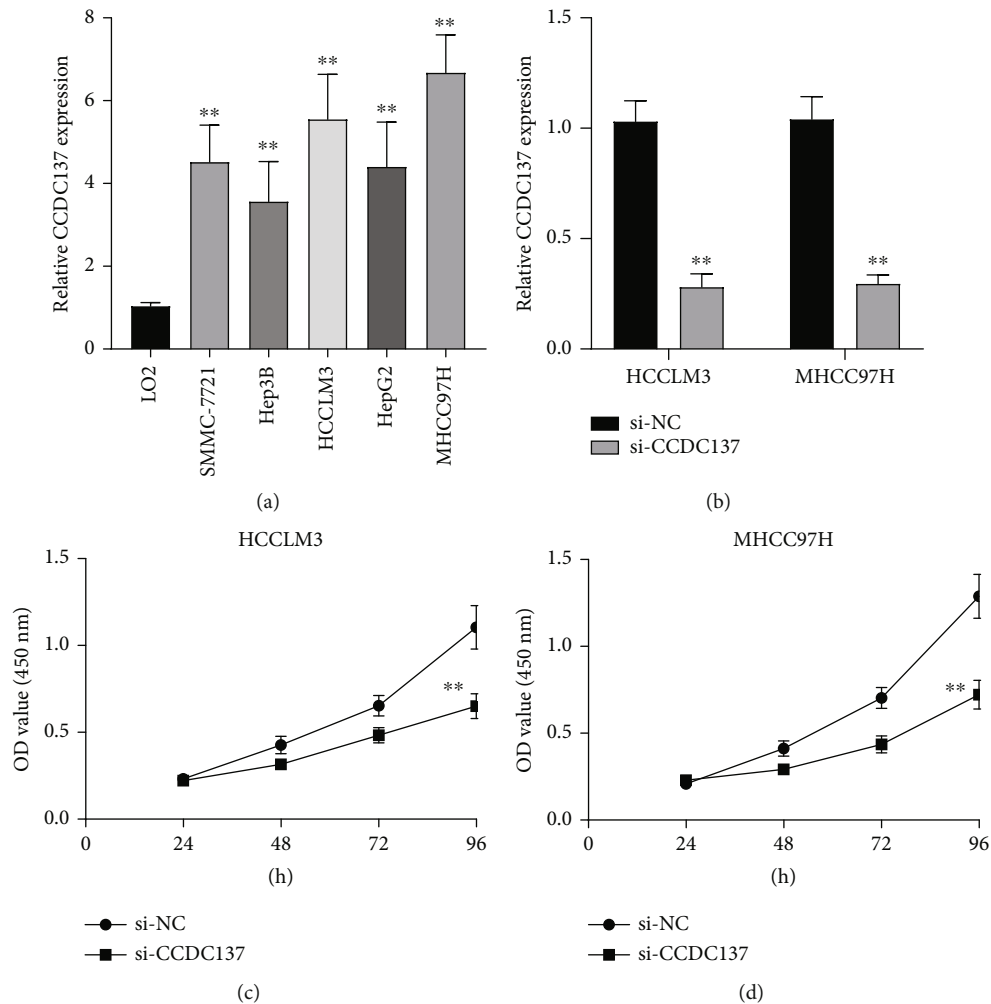 Relative CCDC137 expression
8
6
4
2
0
**
**
**
**
**
LO2
SMMC-7721
Hep3B
HCCLM3
HepG2
MHCC97H
(a)
Relative CCDC137 expression
1.5
1.0
0.5
0.0
**
**
HCCLM3
MHCC97H
si-NC
si-CCDC137
(b)
HCCLM3
OD value (450 nm)
1.5
1.0
0.5
0.0
**
0
24
48
72
96
(h)
si-NC
si-CCDC137
(c)
MHCC97H
OD value (450 nm)
1.5
1.0
0.5
0.0
**
0
24
48
72
96
(h)
si-NC
si-CCDC137
(d)